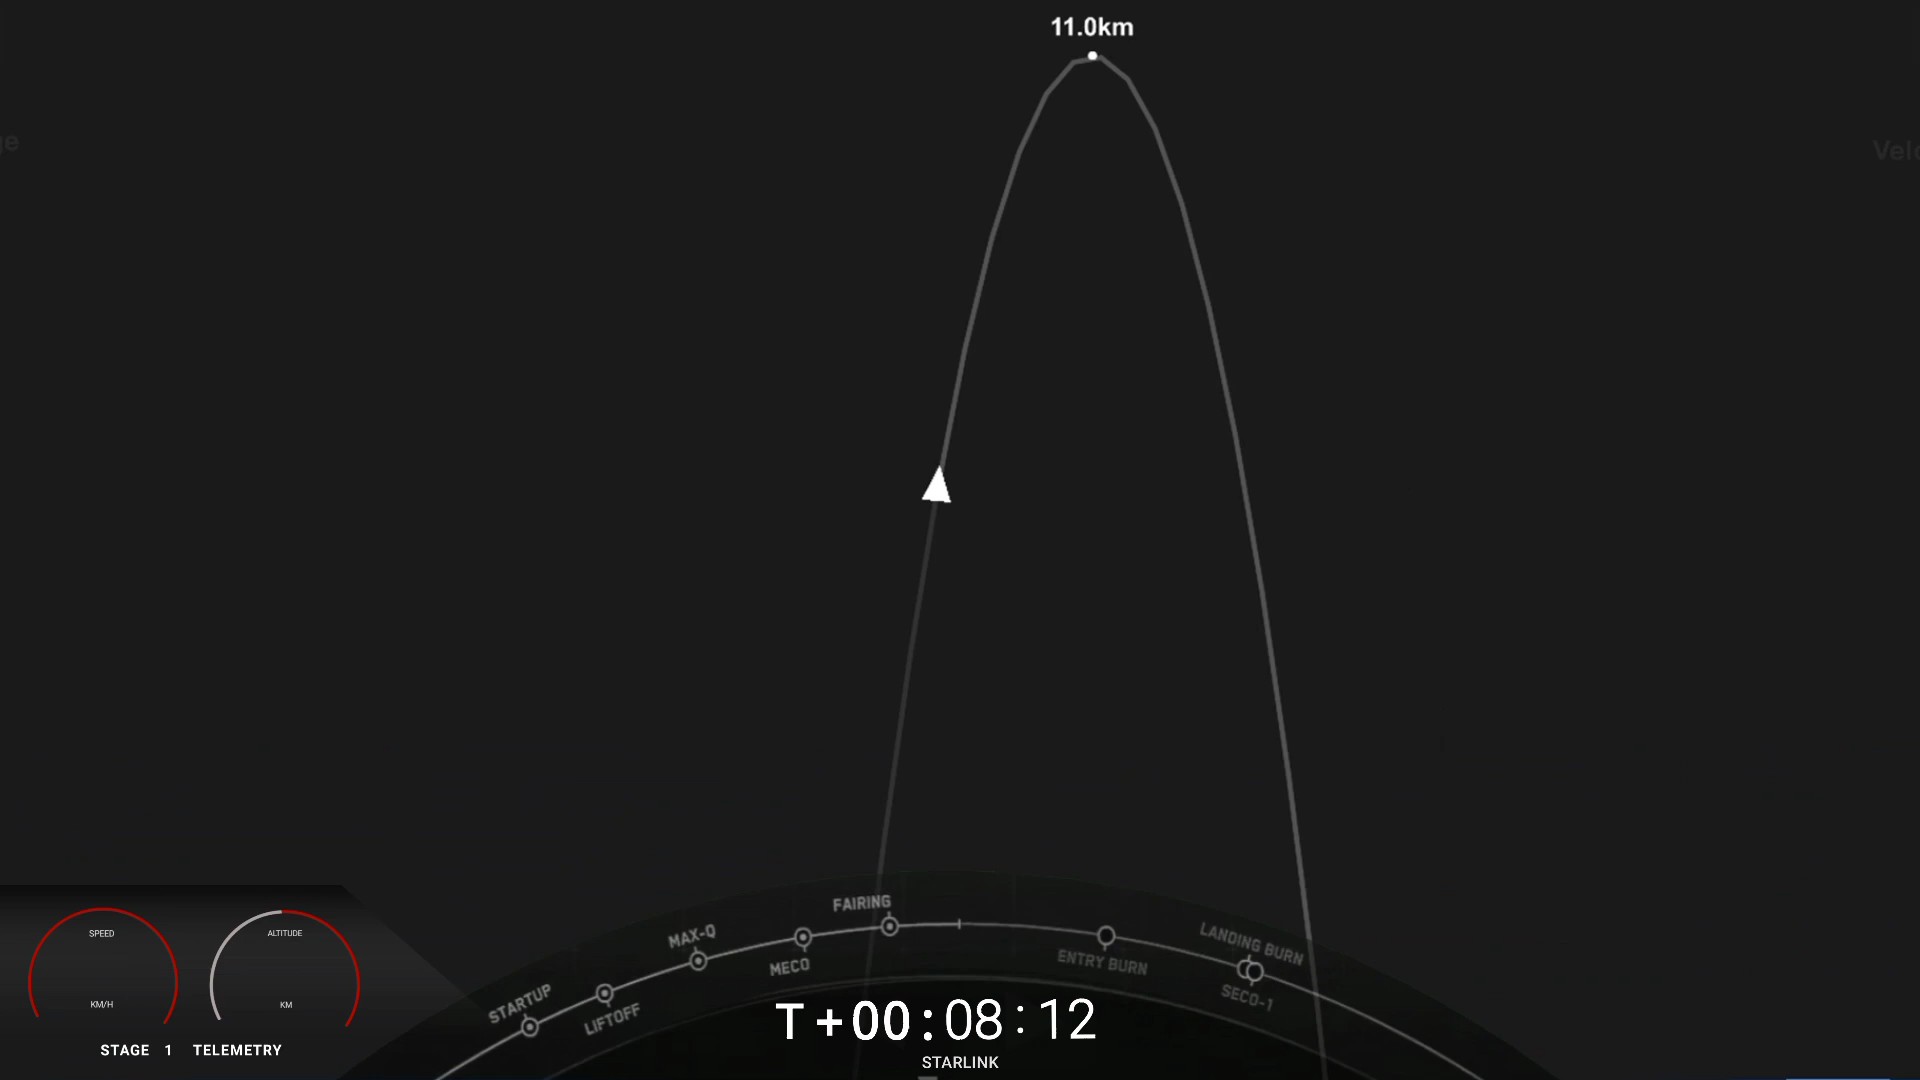 11.0km
FAIRING
MAX-Q
MECO
STARTUP
LIFTOFF
ENTRY BURN
LANDING BURN
SECO-1
SPEED
KM/H
ALTITUDE
KM
STAGE 1 TELEMETRY
T+00:08:12
STARLINK